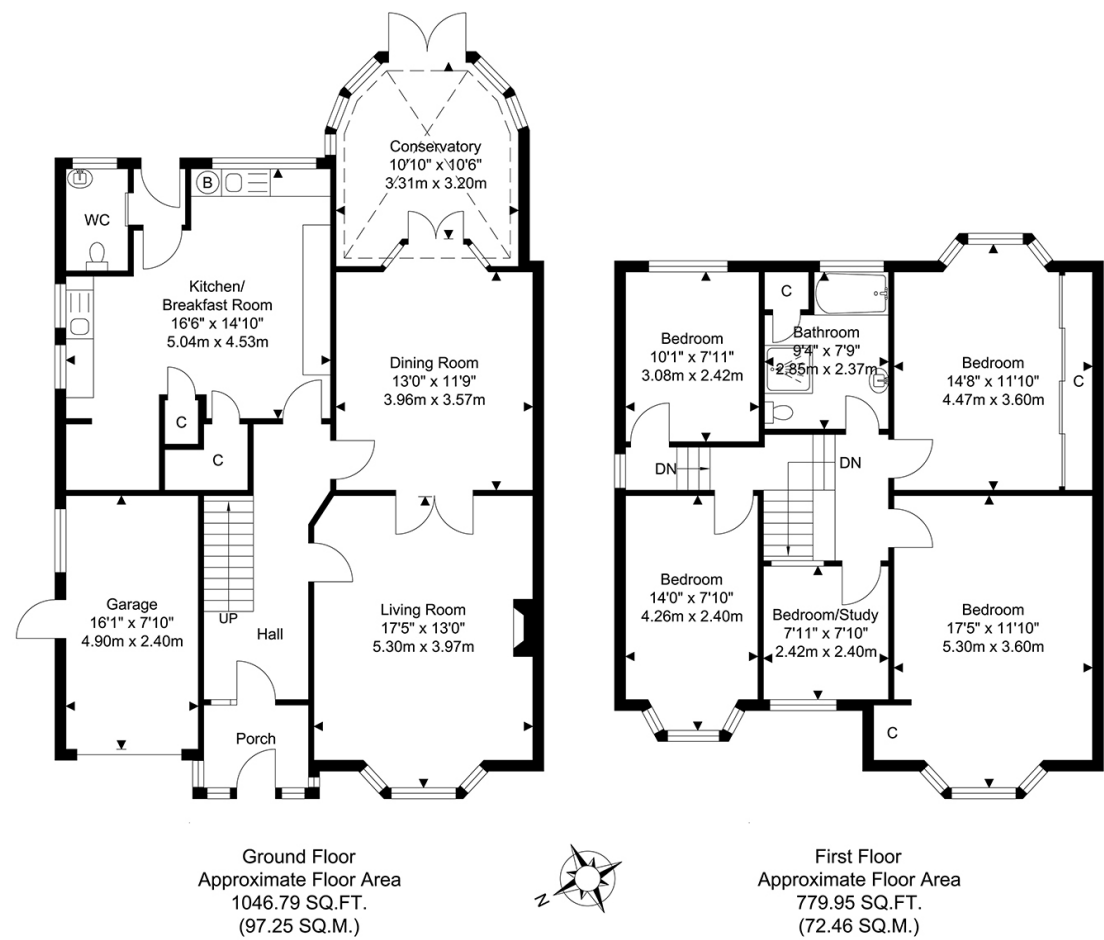 Conservatory
10'10" x 10'6"
3.31m x 3.20m
B
WC
Kitchen/
Breakfast Room
16'6" x 14'10"
5.04m x 4.53m
Dining Room
13'0" x 11'9"
3.96m x 3.57m
C
C
Garage
16'1" x 7'10"
4.90m x 2.40m
UP
Hall
Living Room
17'5" x 13'0"
5.30m x 3.97m
Porch
Ground Floor
Approximate Floor Area
1046.79 SQ.FT.
(97.25 SQ.M.)
N
C
Bedroom
10'1" x 7'11"
3.08m x 2.42m
Bathroom
9'4" x 7'9"
2.85m x 2.37m
Bedroom
14'8" x 11'10"
4.47m x 3.60m
C
DN
DN
Bedroom
14'0" x 7'10"
4.26m x 2.40m
Bedroom/Study
7'11" x 7'10"
2.42m x 2.40m
Bedroom
17'5" x 11'10"
5.30m x 3.60m
C
First Floor
Approximate Floor Area
779.95 SQ.FT.
(72.46 SQ.M.)